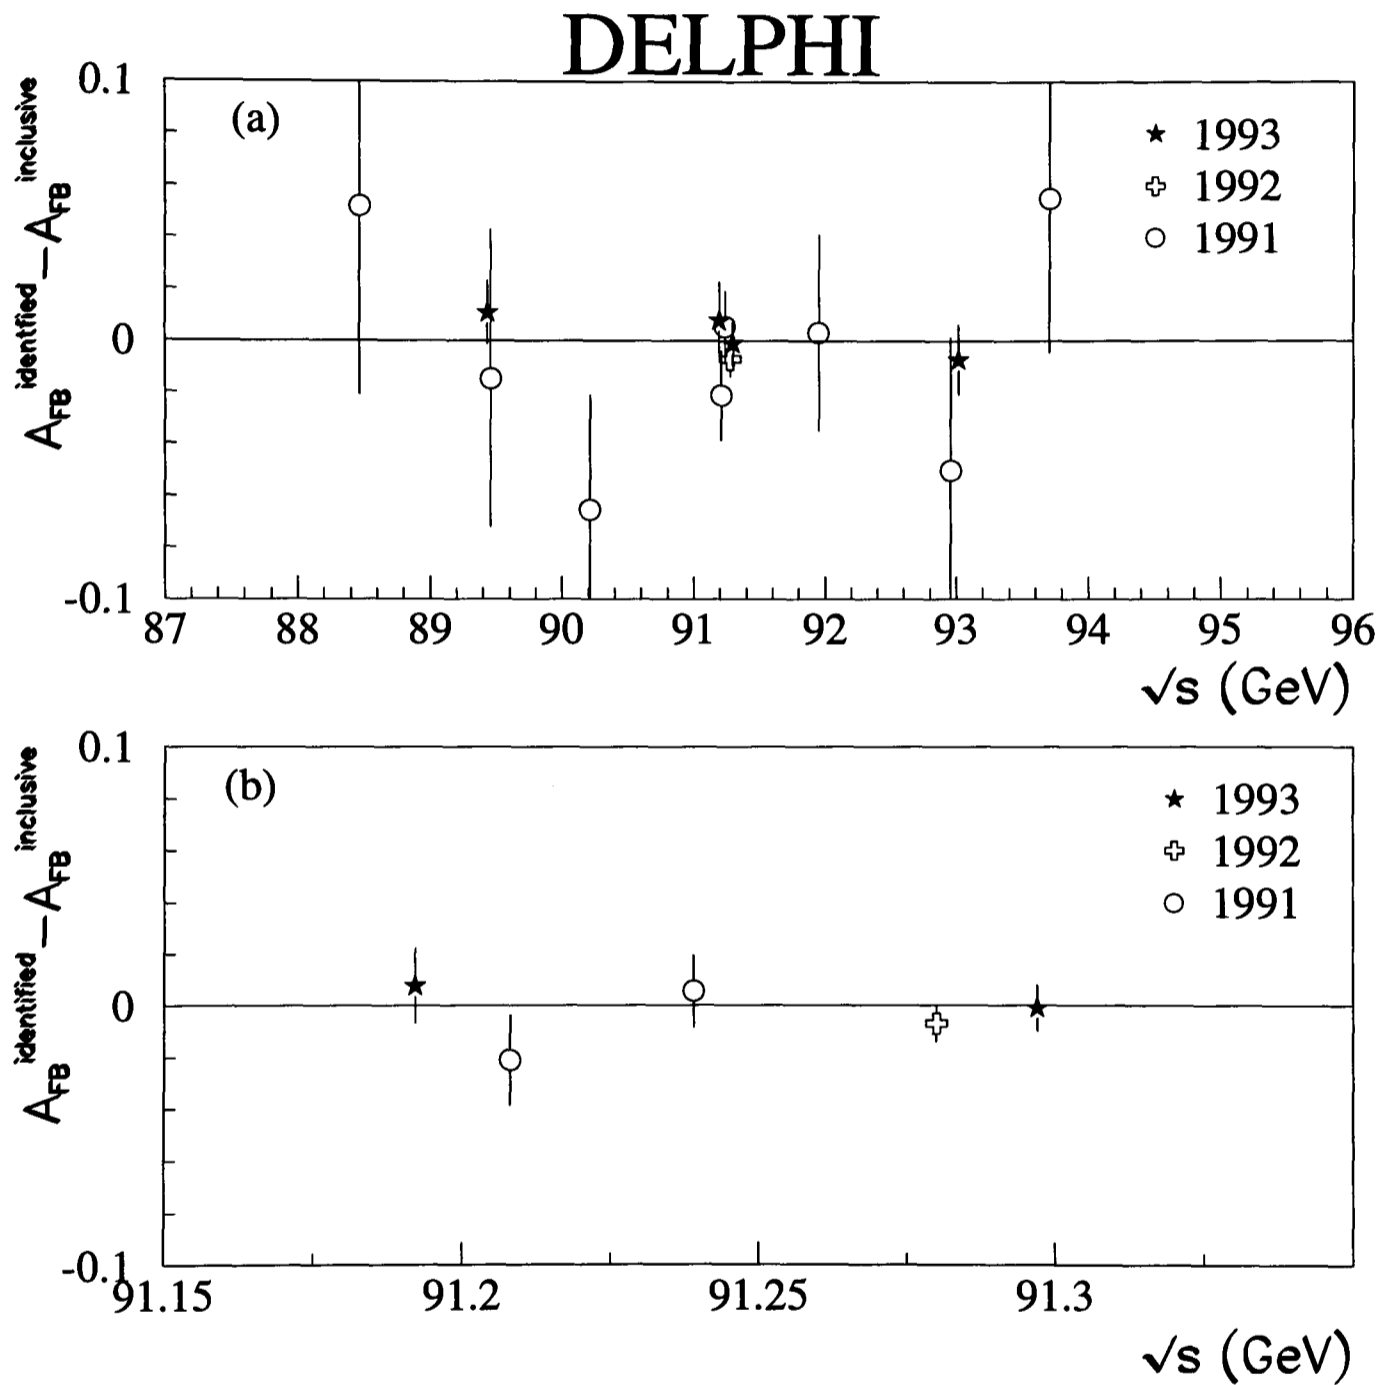 DELPHI
0.1
(a)
1993
1992
1991
A_FB^identfied − A_FB^inclusive
0
-0.1
87 88 89 90 91 92 93 94 95 96
√s (GeV)
0.1
(b)
1993
1992
1991
A_FB^identified − A_FB^inclusive
0
-0.1
91.15 91.2 91.25 91.3
√s (GeV)